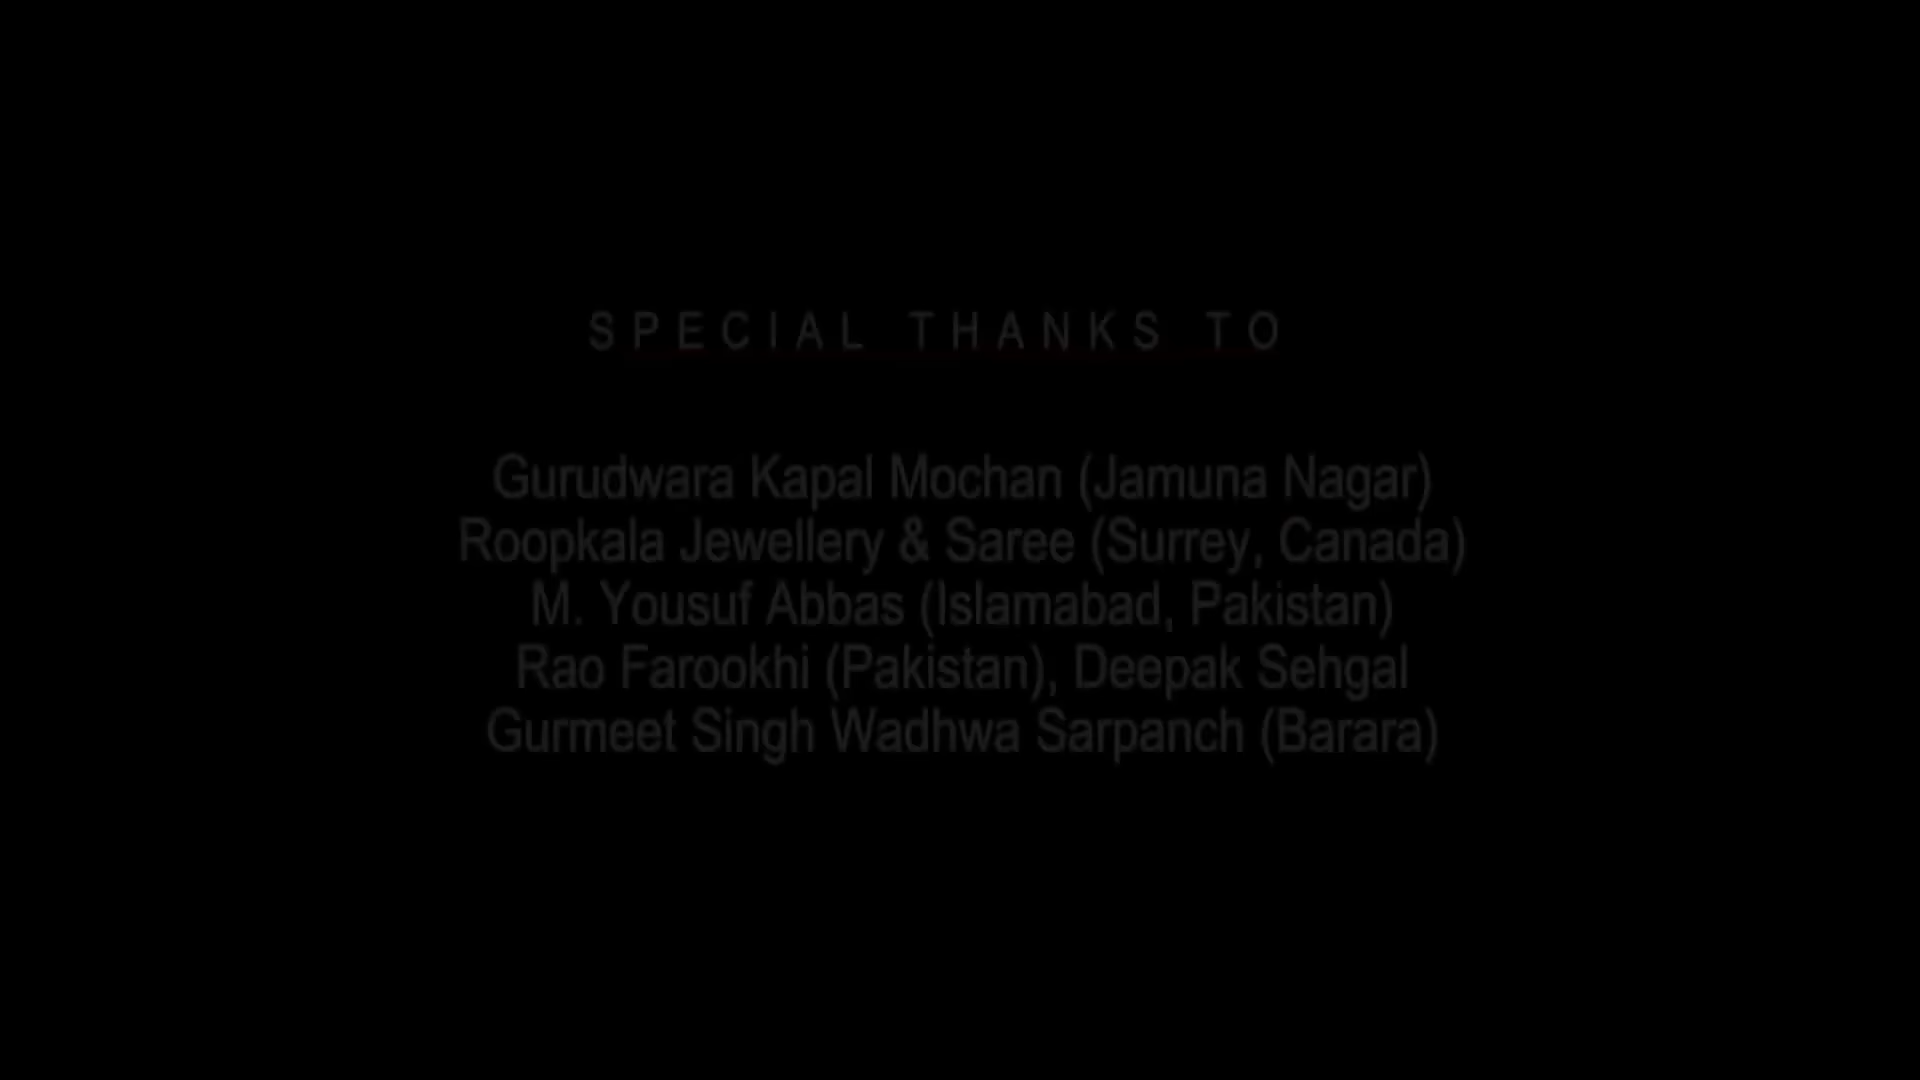 SPECIAL THANKS TO
Gurudwara Kapal Mochan (Jamuna Nagar)
Roopkala Jewellery & Saree (Surrey, Canada)
M. Yousuf Abbas (Islamabad, Pakistan)
Rao Farookhi (Pakistan), Deepak Sehgal
Gurmeet Singh Wadhwa Sarpanch (Barara)